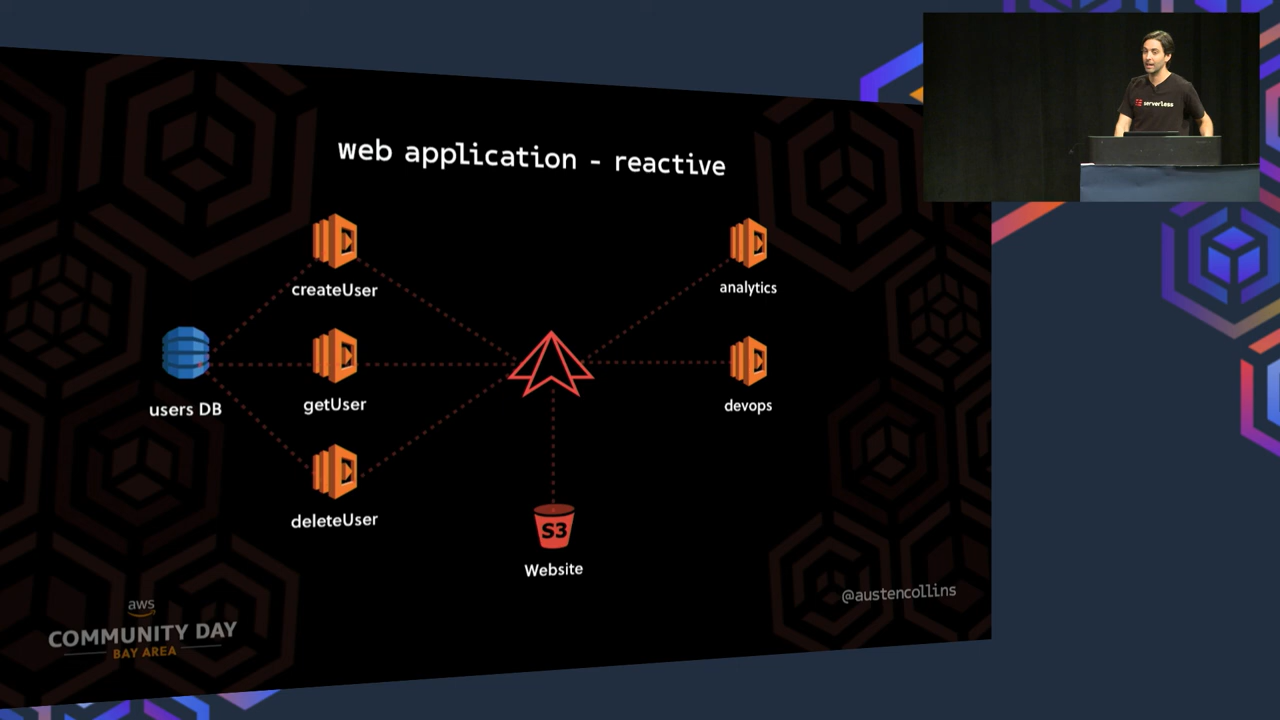 web application - reactive
createUser
analytics
getUser
users DB
devops
deleteUser
S3
Website
@austencollins
aws
COMMUNITY DAY
BAY AREA
serverless